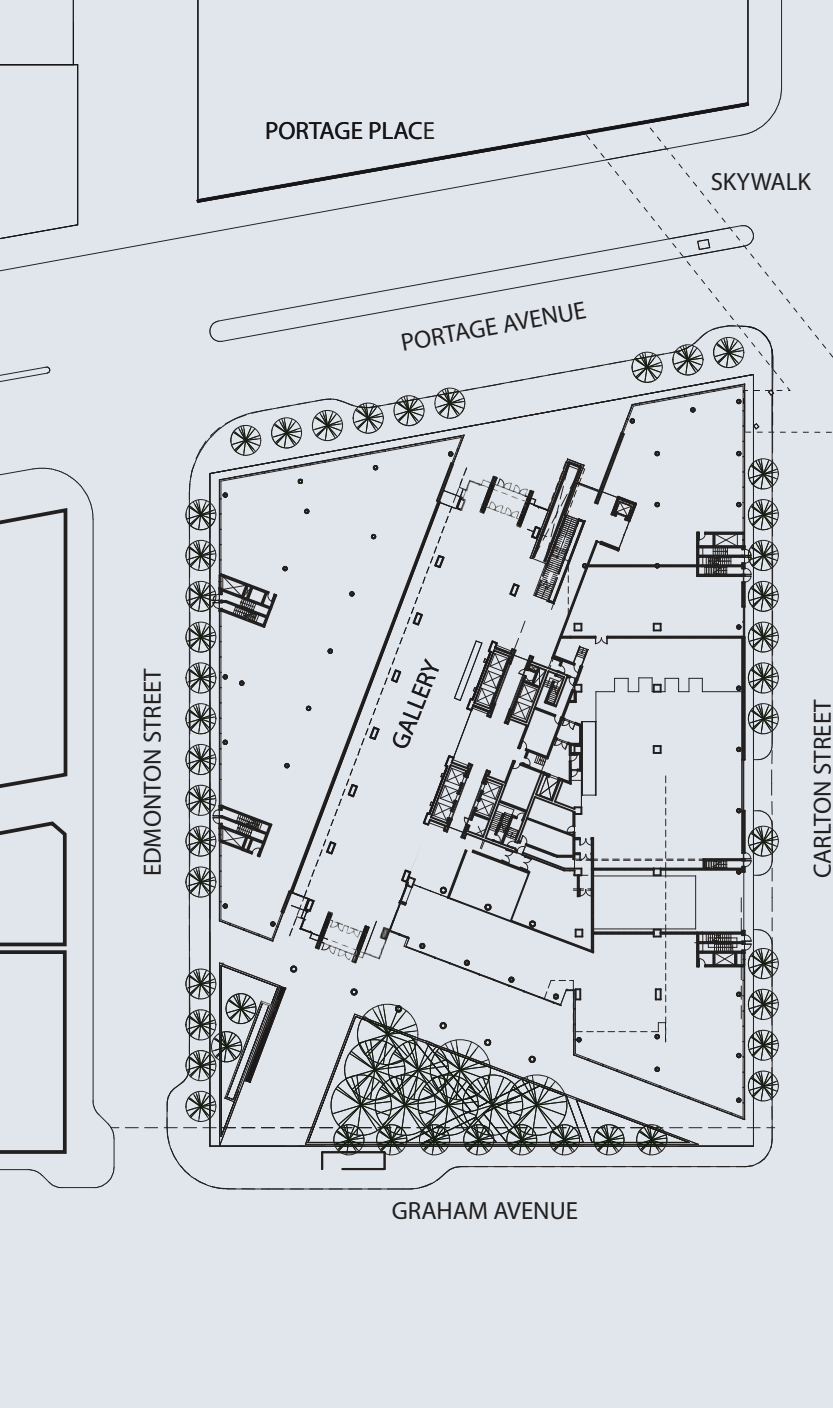 PORTAGE PLACE
SKYWALK
PORTAGE AVENUE
GALLERY
EDMONTON STREET
CARLTON STREET
GRAHAM AVENUE